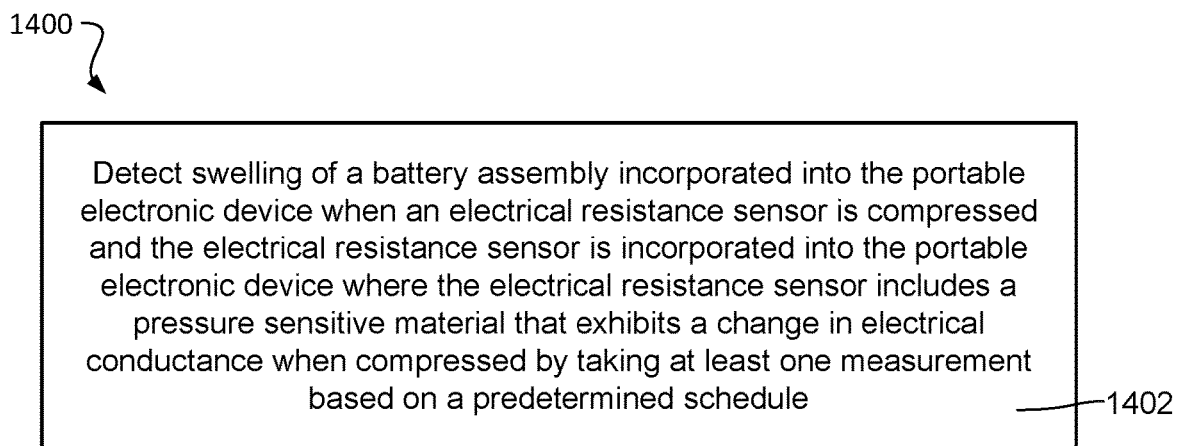 1400
Detect swelling of a battery assembly incorporated into the portable
electronic device when an electrical resistance sensor is compressed
and the electrical resistance sensor is incorporated into the portable
electronic device where the electrical resistance sensor includes a
pressure sensitive material that exhibits a change in electrical
conductance when compressed by taking at least one measurement
based on a predetermined schedule
1402